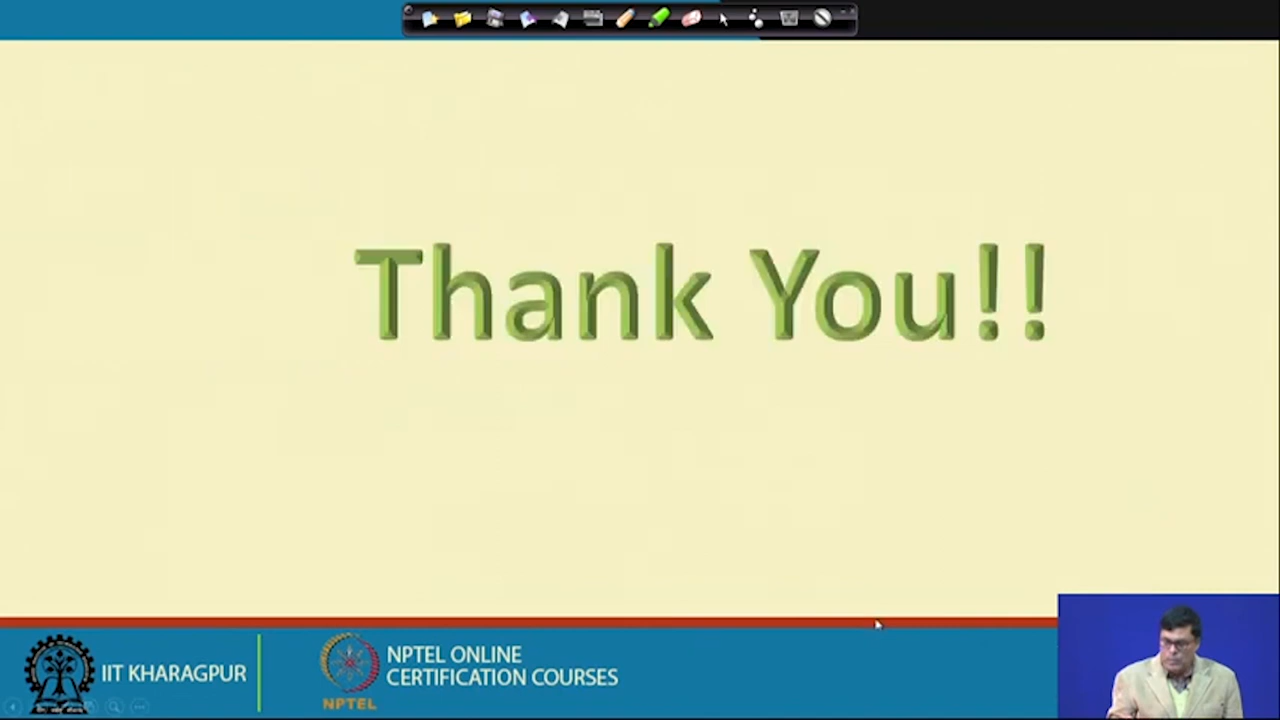 Thank You!!
IIT KHARAGPUR
NPTEL ONLINE
CERTIFICATION COURSES
NPTEL